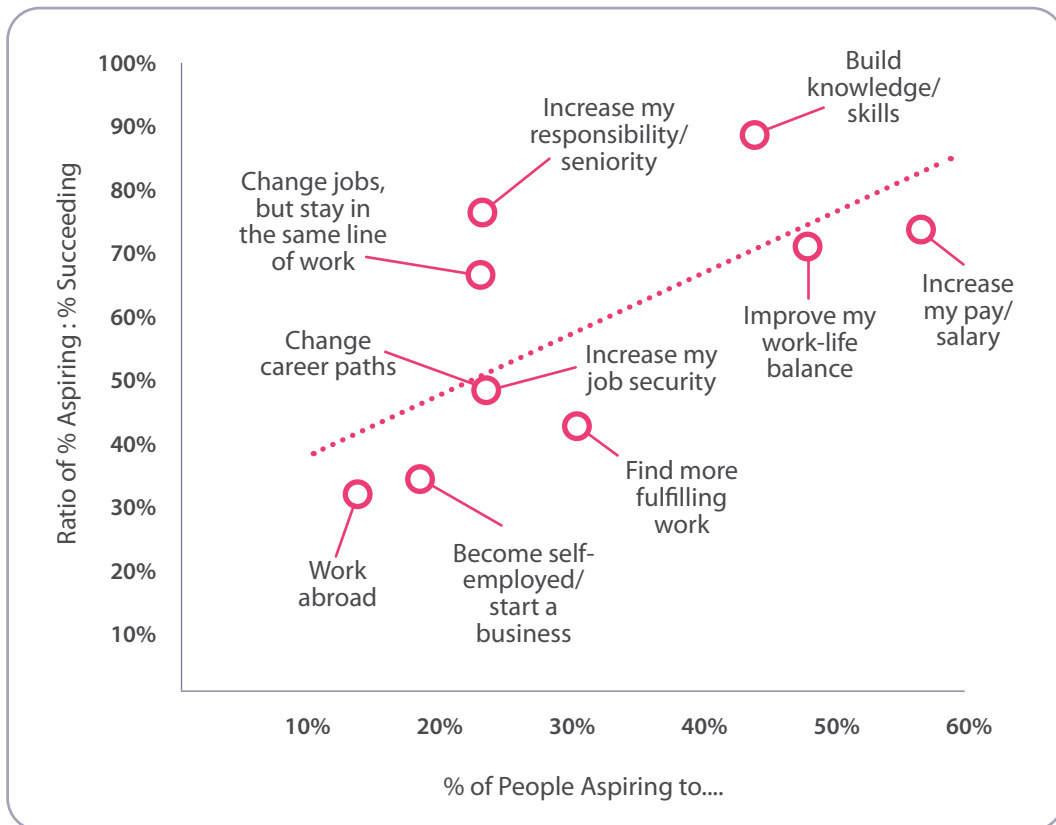 Ratio of % Aspiring : % Succeeding
100%
90%
80%
70%
60%
50%
40%
30%
20%
10%
Build
knowledge/
skills
Increase my
responsibility/
seniority
Change jobs,
but stay in
the same line
of work
Change
career paths
Increase my
job security
Improve my
work-life
balance
Increase
my pay/
salary
Find more
fulfilling
work
Work
abroad
Become self-
employed/
start a
business
10%
20%
30%
40%
50%
60%
% of People Aspiring to....